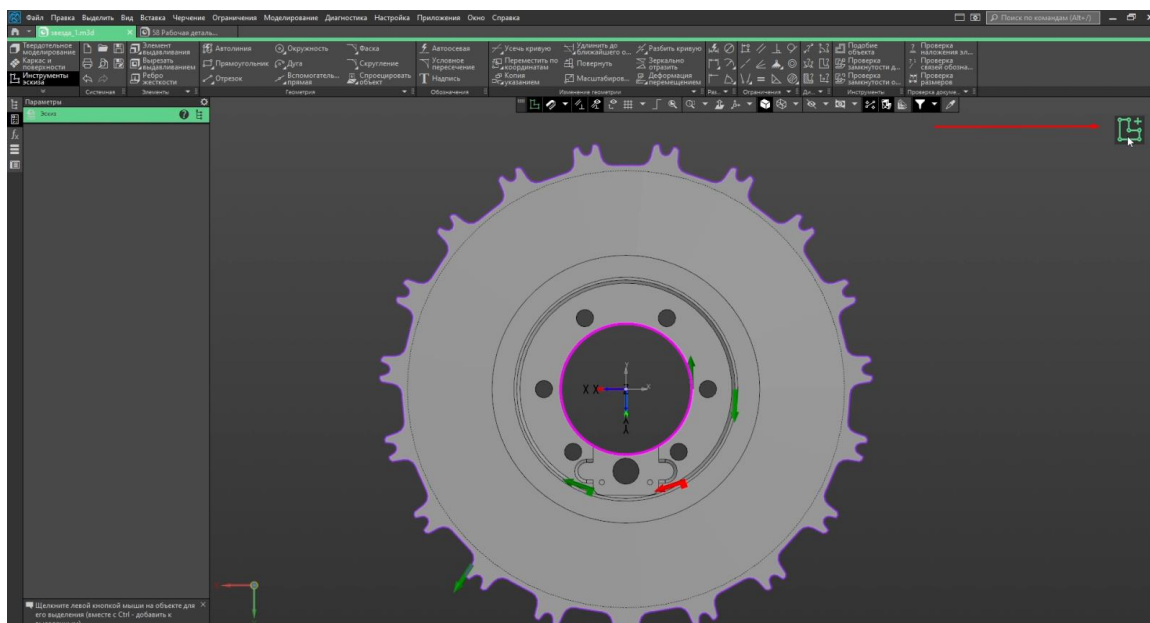 Файл Правка Выделить Вид Вставка Черчение Ограничения Моделирование Диагностика Настройка Приложения Окно Справка
Поиск по командам (Alt+/)
звезда_1.m3d
58 Рабочая деталь...
Твердотельное моделирование
Каркас и поверхности
Инструменты эскиза
Системная
Элемент выдавливания
Вырезать выдавливанием
Ребро жесткости
Элементы
Автолиния
Окружность
Фаска
Прямоугольник
Дуга
Скругление
Отрезок
Вспомогатель... прямая
Спроецировать объект
Геометрия
Автоосевая
Условное пересечение
Надпись
Обозначения
Усечь кривую
Удлинить до ближайшего о...
Разбить кривую
Переместить по координатам
Повернуть
Зеркально отразить
Копия указанием
Масштабиров...
Деформация перемещением
Изменение геометрии
Раз...
Ограничения
Ди...
Подобие объекта
Проверка замкнутости д...
Проверка замкнутости о...
Инструменты
Проверка наложения эл...
Проверка связей обозна...
Проверка размеров
Проверка докуме...
Параметры
Эскиз
Y
X
X X
Щелкните левой кнопкой мыши на объекте для
его выделения (вместе с Ctrl - добавить к